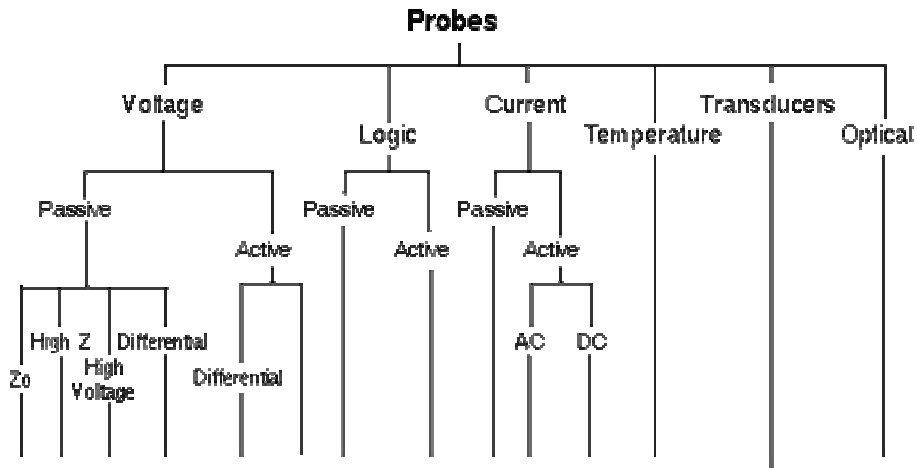 Probes
Voltage
Logic
Current
Temperature
Transducers
Optical
Passive
Active
Passive
Active
Passive
Active
Zo
High Z
High
Voltage
Differential
Differential
AC
DC